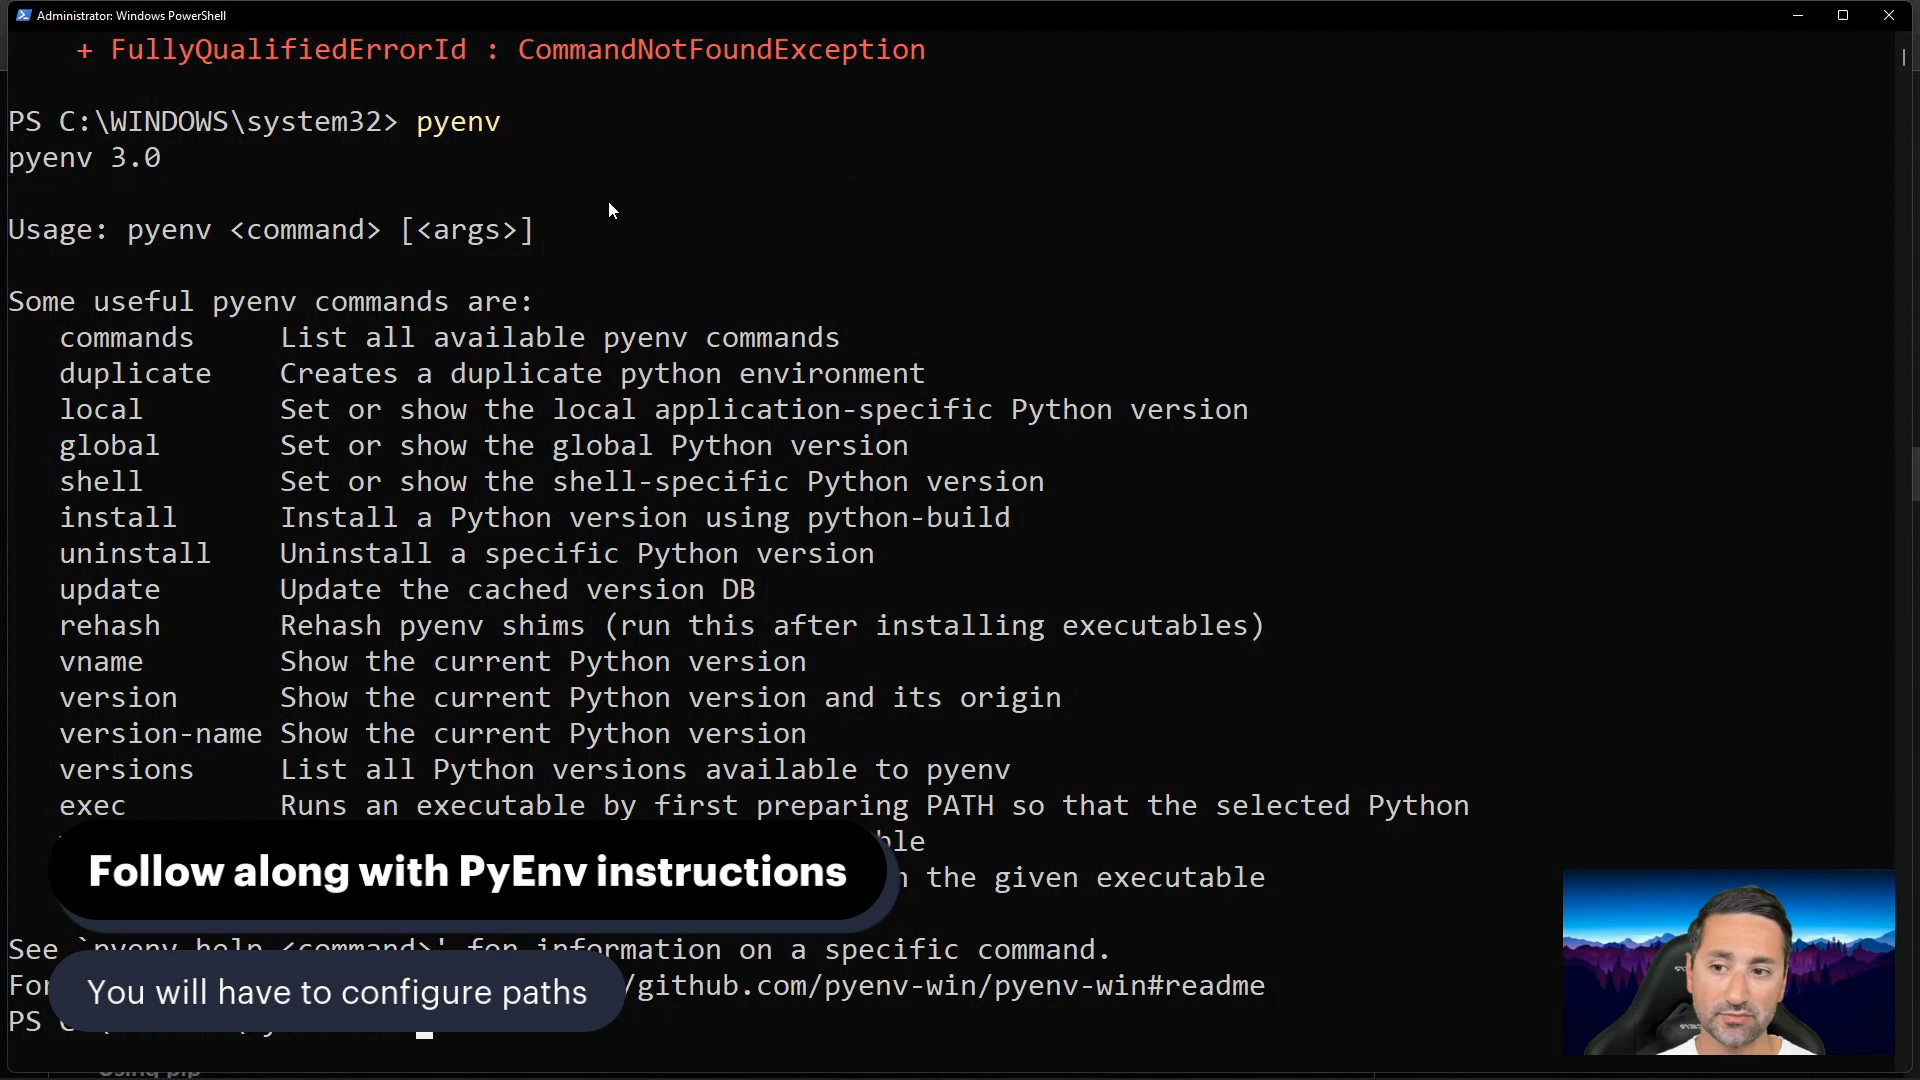 Administrator: Windows PowerShell
+ FullyQualifiedErrorId : CommandNotFoundException
PS C:\WINDOWS\system32> pyenv
pyenv 3.0
Usage: pyenv <command> [<args>]
Some useful pyenv commands are:
commands List all available pyenv commands
duplicate Creates a duplicate python environment
local Set or show the local application-specific Python version
global Set or show the global Python version
shell Set or show the shell-specific Python version
install Install a Python version using python-build
uninstall Uninstall a specific Python version
update Update the cached version DB
rehash Rehash pyenv shims (run this after installing executables)
vname Show the current Python version
version Show the current Python version and its origin
version-name Show the current Python version
versions List all Python versions available to pyenv
exec Runs an executable by first preparing PATH so that the selected Python
Follow along with PyEnv instructions
the given executable
See `pyenv help <command>' for information on a specific command.
For /github.com/pyenv-win/pyenv-win#readme
You will have to configure paths
PS
Using pip